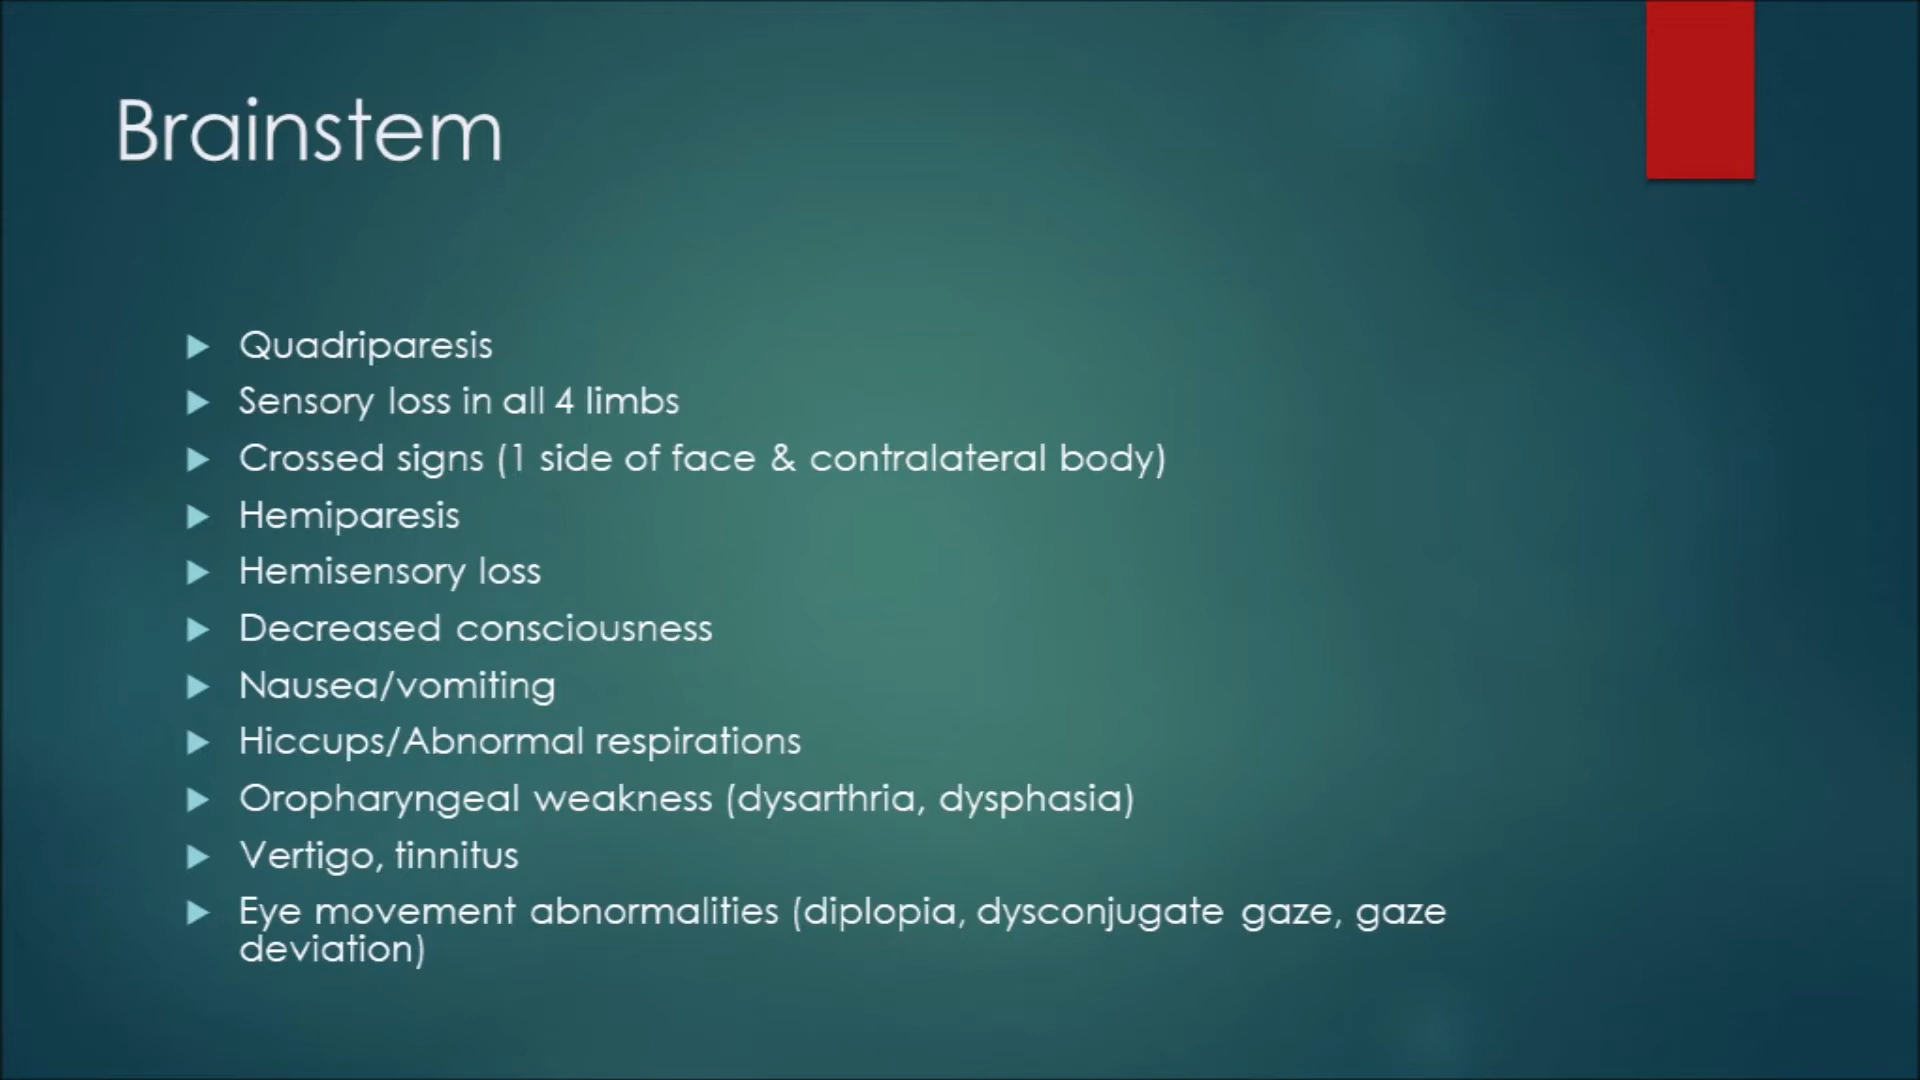 Brainstem
Quadriparesis
Sensory loss in all 4 limbs
Crossed signs (1 side of face & contralateral body)
Hemiparesis
Hemisensory loss
Decreased consciousness
Nausea/vomiting
Hiccups/Abnormal respirations
Oropharyngeal weakness (dysarthria, dysphasia)
Vertigo, tinnitus
Eye movement abnormalities (diplopia, dysconjugate gaze, gaze
deviation)